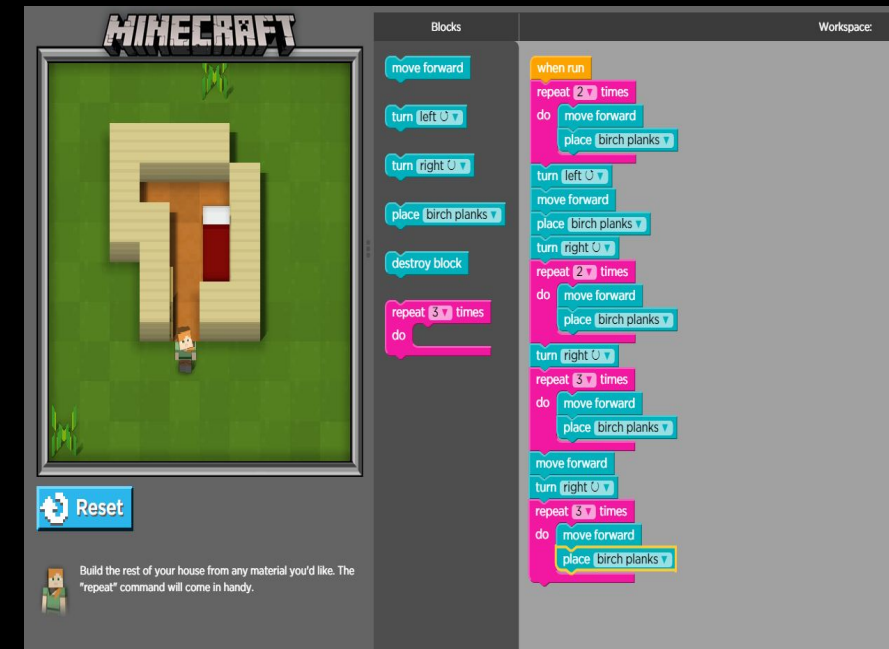 MINECRAFT
Blocks
Workspace:
move forward
turn left ↺ ▼
turn right ↻ ▼
place birch planks ▼
destroy block
repeat 3 ▼ times
do
when run
repeat 2 ▼ times
do move forward
place birch planks ▼
turn left ↺ ▼
move forward
place birch planks ▼
turn right ↻ ▼
repeat 2 ▼ times
do move forward
place birch planks ▼
turn right ↻ ▼
repeat 3 ▼ times
do move forward
place birch planks ▼
move forward
turn right ↻ ▼
repeat 3 ▼ times
do move forward
place birch planks ▼
Reset
Build the rest of your house from any material you'd like. The
"repeat" command will come in handy.